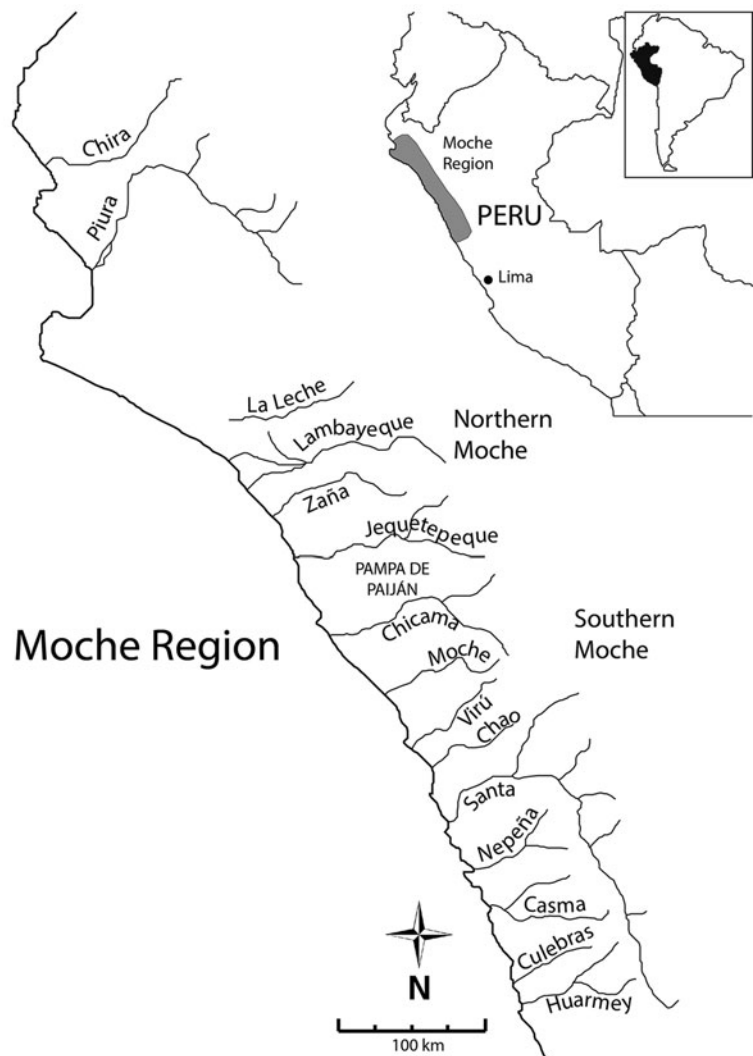 Chira
Piura
Moche
Region
PERU
Lima
La Leche
Lambayeque
Northern
Moche
Zaña
Jequetepeque
PAMPA DE
PAIJÁN
Chicama
Moche
Southern
Moche
Moche Region
Virú
Chao
Santa
Nepeña
Casma
Culebras
Huarmey
N
100 km